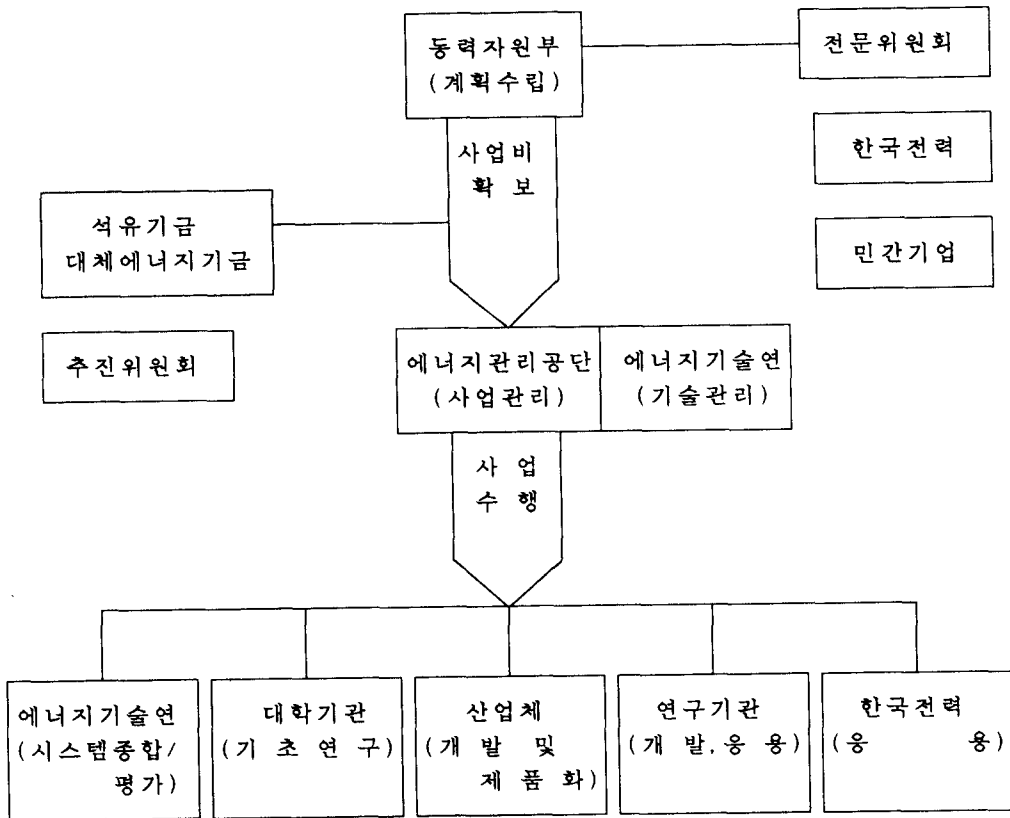 동력자원부
(계획수립)
전문위원회
사업비
확 보
한국전력
석유기금
대체에너지기금
민간기업
추진위원회
에너지관리공단
(사업관리)
에너지기술연
(기술관리)
사 업
수 행
에너지기술연
(시스템종합/
평가)
대학기관
(기 초 연 구)
산업체
(개 발 및
제 품 화)
연구기관
(개 발.응 용)
한국전력
(응 용)